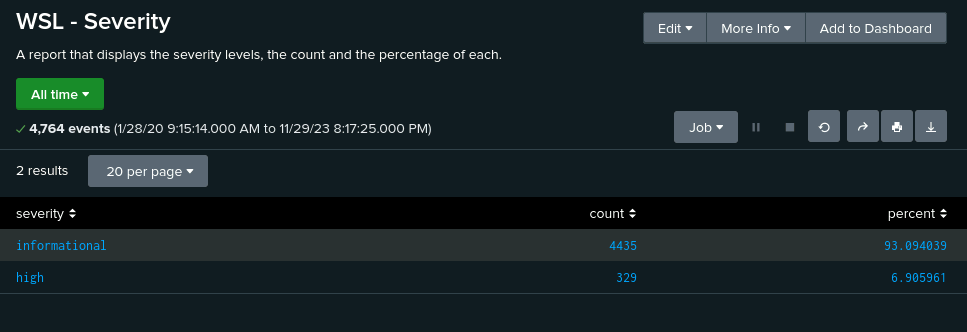 WSL - Severity
Edit More Info Add to Dashboard
A report that displays the severity levels, the count and the percentage of each.
All time
4,764 events (1/28/20 9:15:14.000 AM to 11/29/23 8:17:25.000 PM)
Job
2 results 20 per page
severity count percent
informational 4435 93.094039
high 329 6.905961